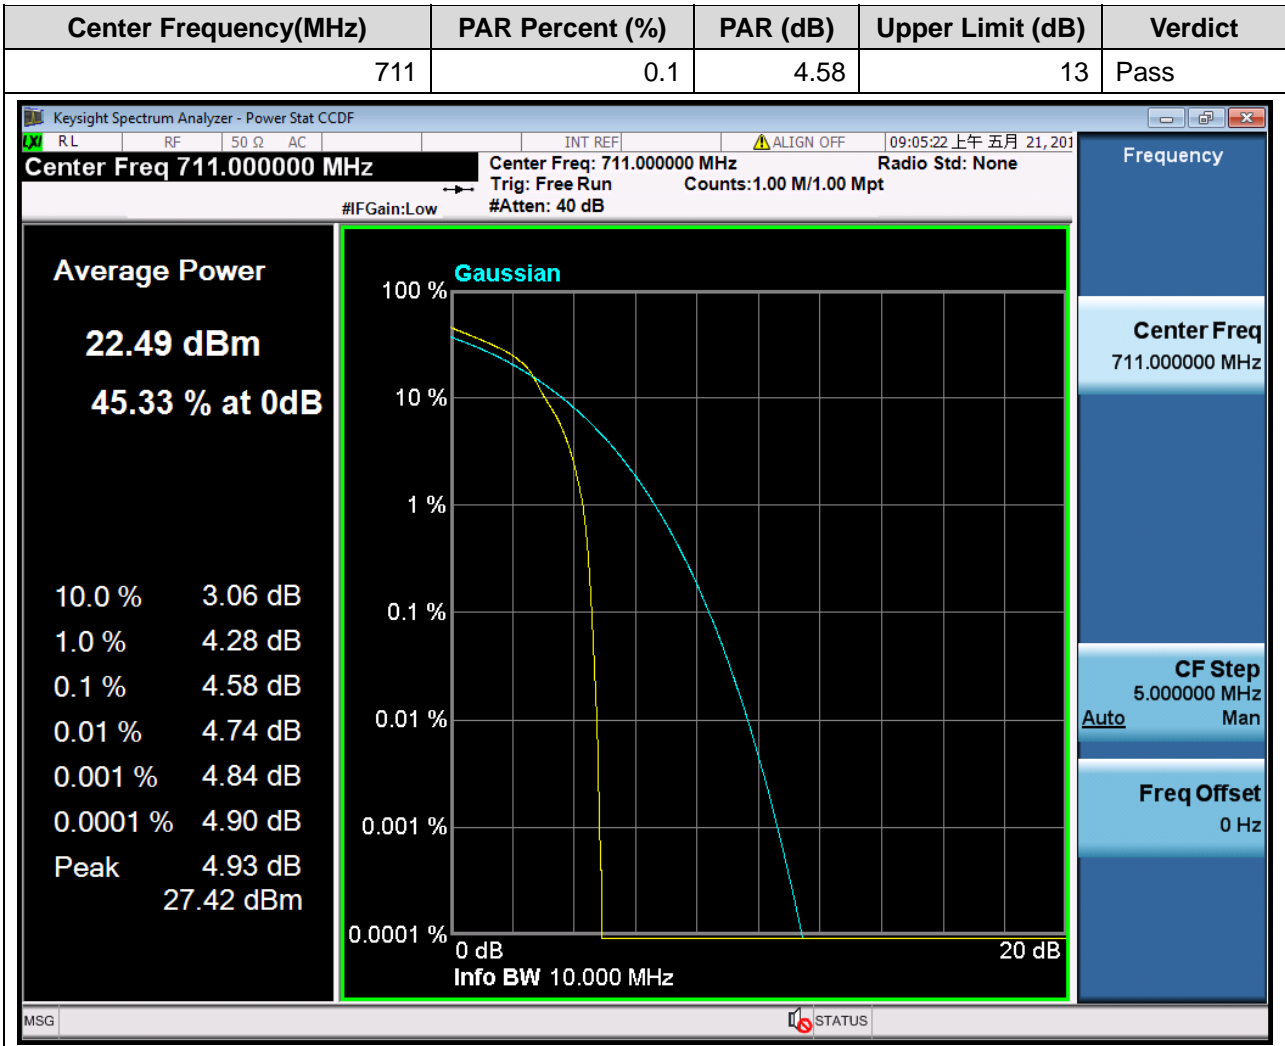 Center Frequency(MHz) PAR Percent (%) PAR (dB) Upper Limit (dB) Verdict
711 0.1 4.58 13 Pass
Keysight Spectrum Analyzer - Power Stat CCDF
LXI RL RF 50 Ω AC INT REF ALIGN OFF 09:05:22 上午 五月 21, 201
Center Freq 711.000000 MHz
Center Freq: 711.000000 MHz Radio Std: None
Trig: Free Run Counts:1.00 M/1.00 Mpt
#IFGain:Low #Atten: 40 dB
Average Power
22.49 dBm
45.33 % at 0dB
10.0 % 3.06 dB
1.0 % 4.28 dB
0.1 % 4.58 dB
0.01 % 4.74 dB
0.001 % 4.84 dB
0.0001 % 4.90 dB
Peak 4.93 dB
27.42 dBm
Gaussian
100 %
10 %
1 %
0.1 %
0.01 %
0.001 %
0.0001 %
0 dB 20 dB
Info BW 10.000 MHz
Frequency
Center Freq
711.000000 MHz
CF Step
5.000000 MHz
Auto Man
Freq Offset
0 Hz
MSG STATUS